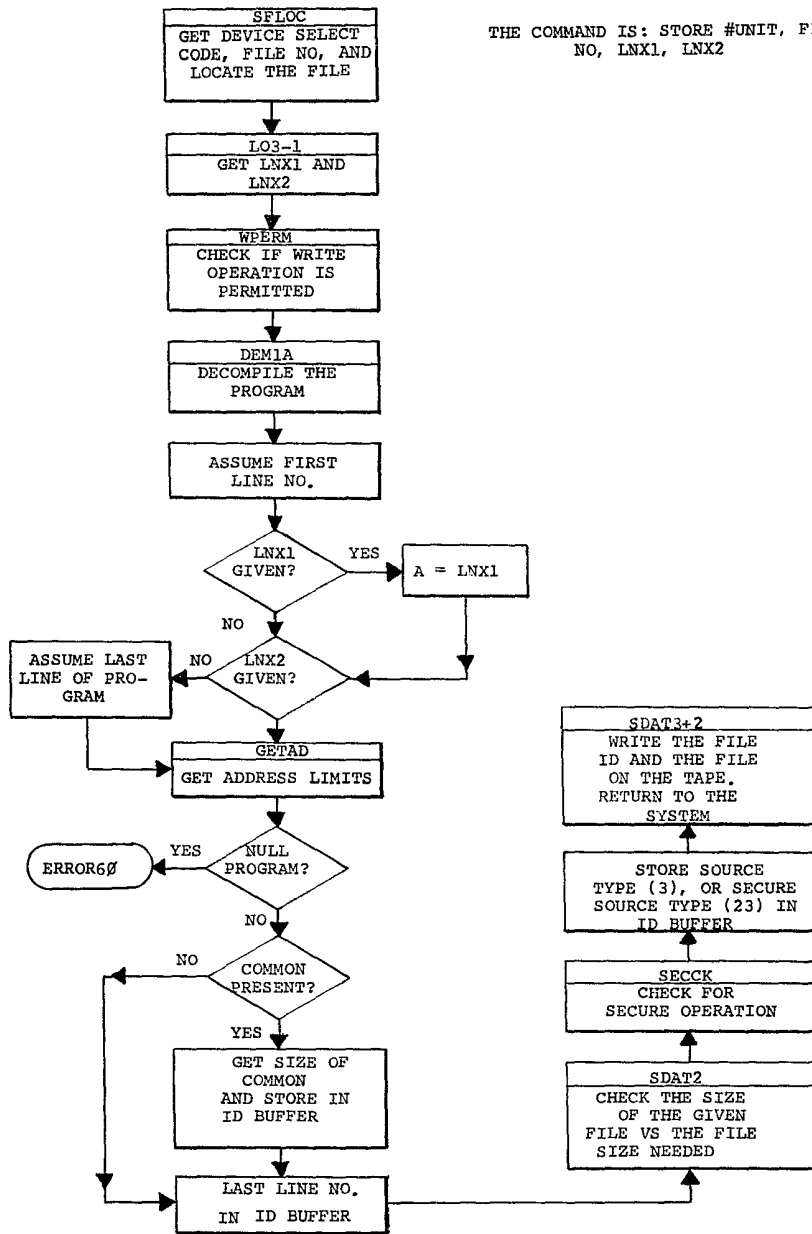 SFLOC
GET DEVICE SELECT
CODE, FILE NO, AND
LOCATE THE FILE
THE COMMAND IS: STORE #UNIT,
NO, LNX1, LNX2
LO3-1
GET LNX1 AND
LNX2
WPERM
CHECK IF WRITE
OPERATION IS
PERMITTED
DEM1A
DECOMPILE THE
PROGRAM
ASSUME FIRST
LINE NO.
LNX1
GIVEN?
YES
A = LNX1
NO
LNX2
GIVEN?
NO
ASSUME LAST
LINE OF PRO-
GRAM
GETAD
GET ADDRESS LIMITS
NULL
PROGRAM?
YES
ERROR6Ø
NO
COMMON
PRESENT?
NO
YES
GET SIZE OF
COMMON
AND STORE IN
ID BUFFER
LAST LINE NO.
IN ID BUFFER
SDAT3+2
WRITE THE FILE
ID AND THE FILE
ON THE TAPE.
RETURN TO THE
SYSTEM
STORE SOURCE
TYPE (3), OR SECURE
SOURCE TYPE (23) IN
ID BUFFER
SECCK
CHECK FOR
SECURE OPERATION
SDAT2
CHECK THE SIZE
OF THE GIVEN
FILE VS THE FILE
SIZE NEEDED